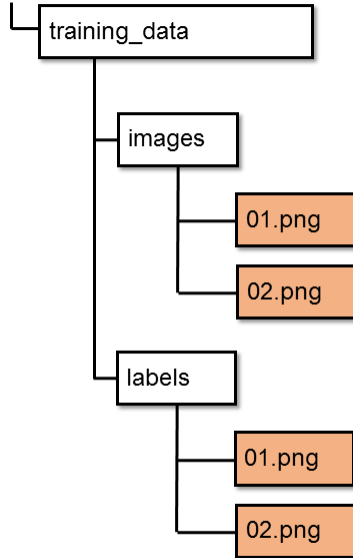 training_data
images
01.png
02.png
labels
01.png
02.png